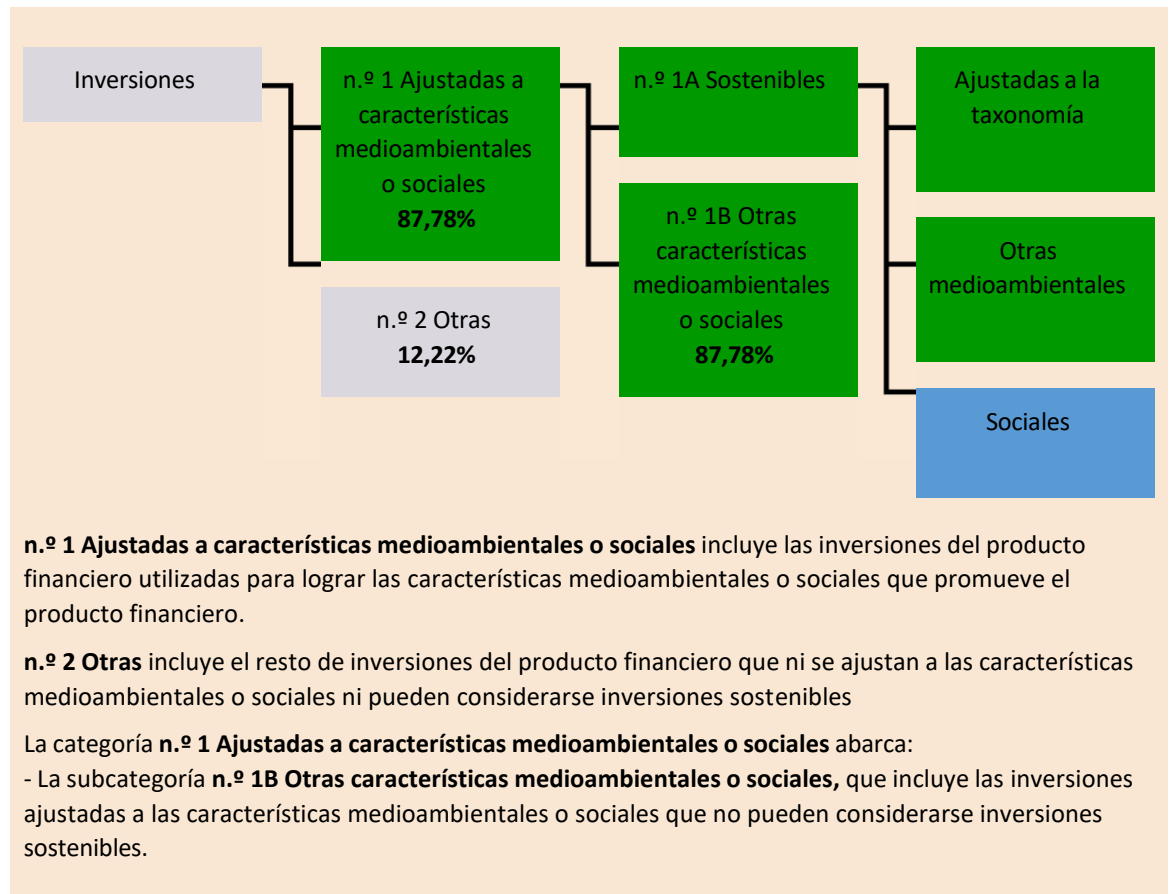 Inversiones
n.º 1 Ajustadas a
características
medioambientales
o sociales
87,78%
n.º 2 Otras
12,22%
n.º 1A Sostenibles
n.º 1B Otras
características
medioambientales
o sociales
87,78%
Ajustadas a la
taxonomía
Otras
medioambientales
Sociales
n.º 1 Ajustadas a características medioambientales o sociales incluye las inversiones del producto
financiero utilizadas para lograr las características medioambientales o sociales que promueve el
producto financiero.
n.º 2 Otras incluye el resto de inversiones del producto financiero que ni se ajustan a las características
medioambientales o sociales ni pueden considerarse inversiones sostenibles
La categoría n.º 1 Ajustadas a características medioambientales o sociales abarca:
- La subcategoría n.º 1B Otras características medioambientales o sociales, que incluye las inversiones
ajustadas a las características medioambientales o sociales que no pueden considerarse inversiones
sostenibles.